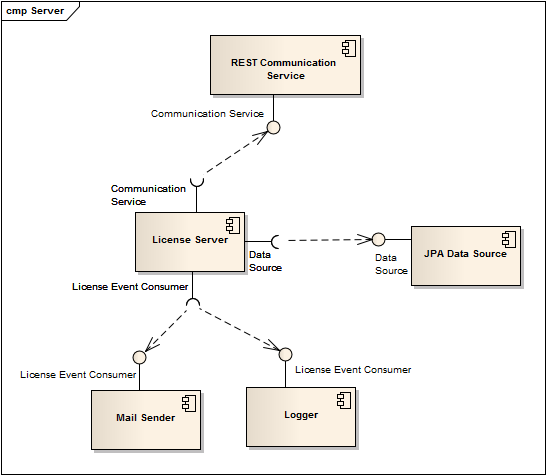 cmp Server
REST Communication
Service
Communication Service
Communication
Service
License Server
Data
Source
Data
Source
JPA Data Source
License Event Consumer
License Event Consumer
License Event Consumer
Mail Sender
Logger